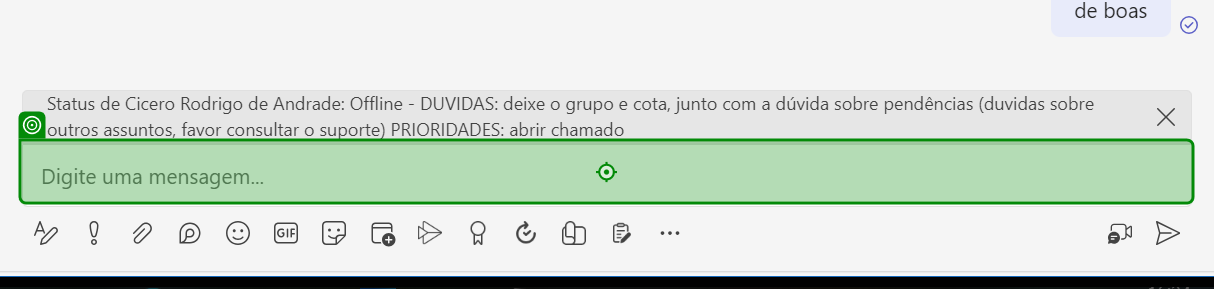 de boas
Status de Cicero Rodrigo de Andrade: Offline - DUVIDAS: deixe o grupo e cota, junto com a dúvida sobre pendências (duvidas sobre
outros assuntos, favor consultar o suporte) PRIORIDADES: abrir chamado
Digite uma mensagem...
GIF